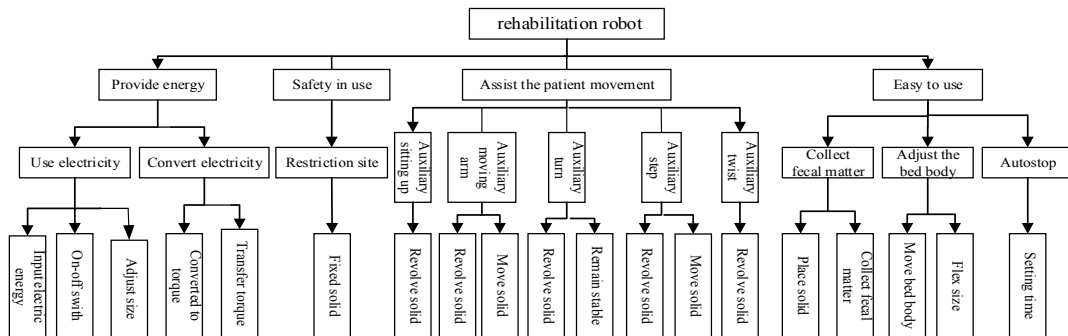 rehabilitation robot
Provide energy
Safety in use
Assist the patient movement
Easy to use
Use electricity
Convert electricity
Restriction site
Auxiliary
sitting up
Auxiliary
moving
arm
Auxiliary
turn
Auxiliary
step
Auxiliary
twist
Collect
fecal matter
Adjust the
bed body
Autostop
Input electric
energy
On-off swith
Adjust size
Converted to
torque
Transfer torque
Fixed solid
Revolve solid
Revolve solid
Move solid
Revolve solid
Remain stable
Revolve solid
Move solid
Revolve solid
Place solid
Collect fecal
matter
Move bed body
Flex size
Setting time